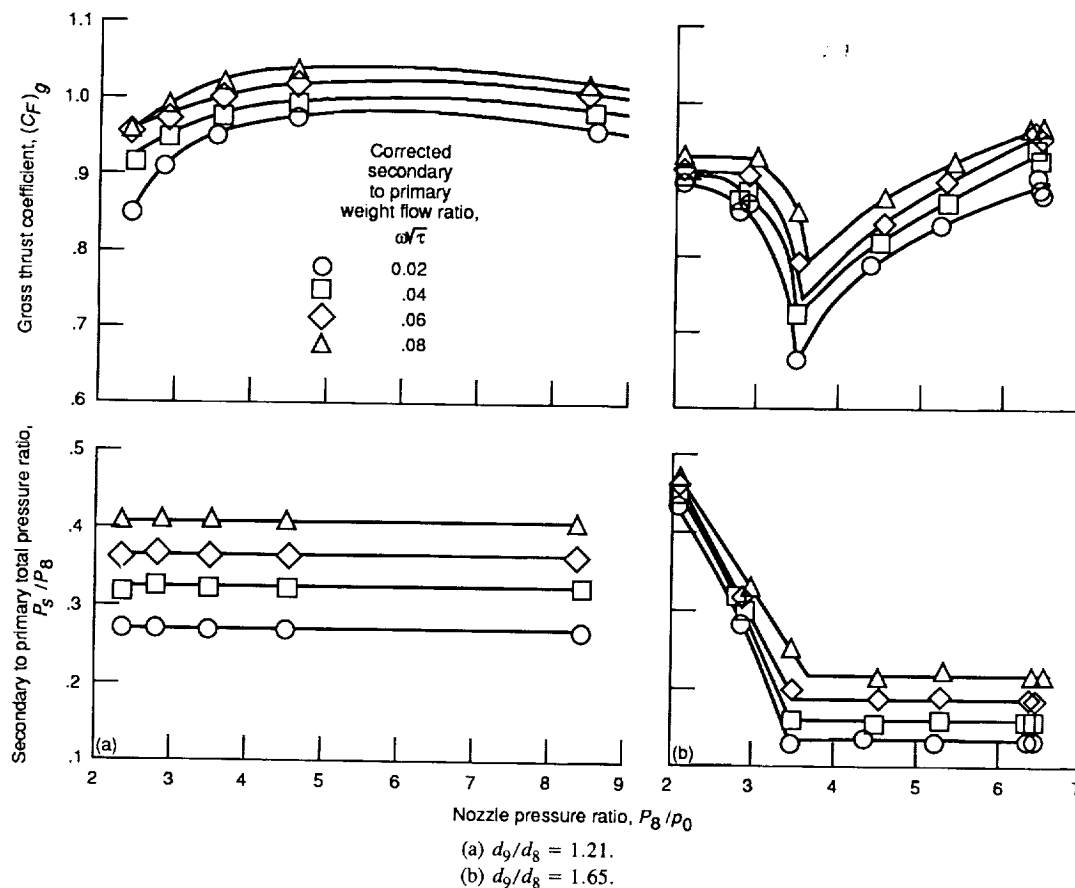 1.1
1.0
.9
.8
.7
.6
Gross thrust coefficient, (C_F)_g
Corrected
secondary
to primary
weight flow ratio,
ω√τ
0.02
.04
.06
.08
.5
.4
.3
.2
.1
Secondary to primary total pressure ratio,
P_s/P_8
(a)
(b)
2 3 4 5 6 7 8 9
2 3 4 5 6 7
Nozzle pressure ratio, P_8/p_0
(a) d_9/d_8 = 1.21.
(b) d_9/d_8 = 1.65.